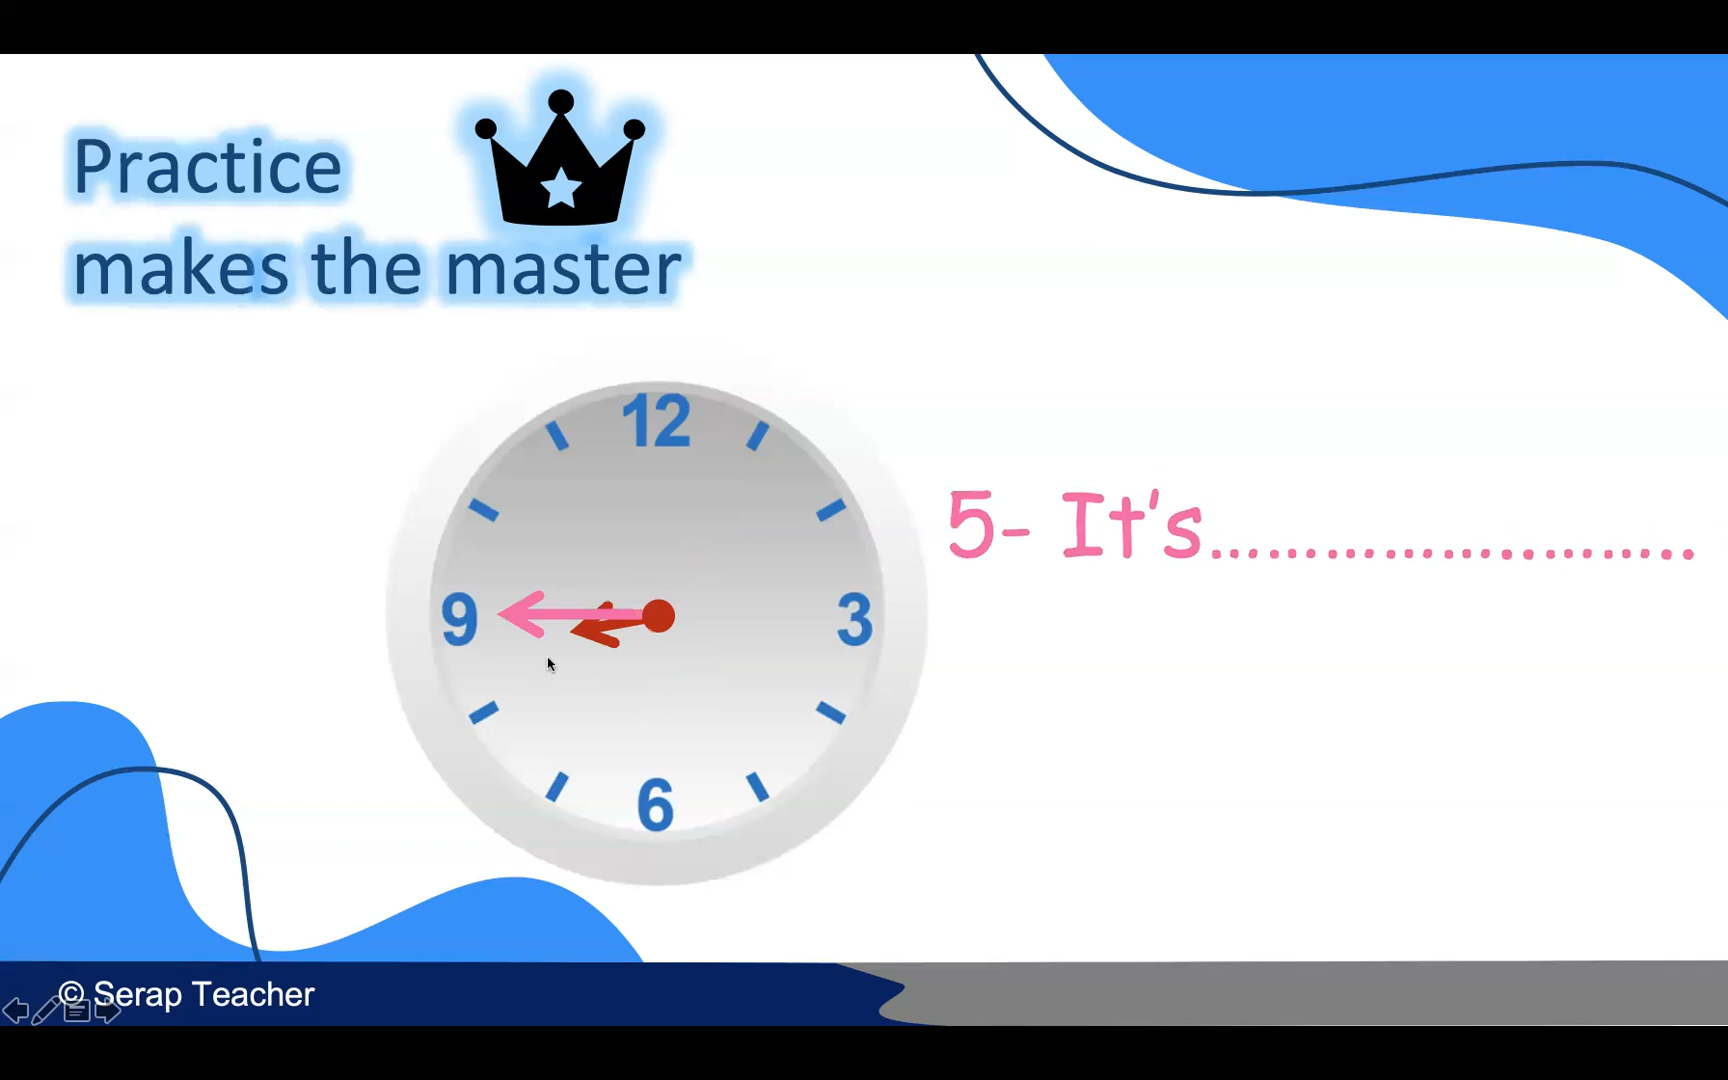 Practice
makes the master
12
9
3
6
5- It's........................
© Serap Teacher